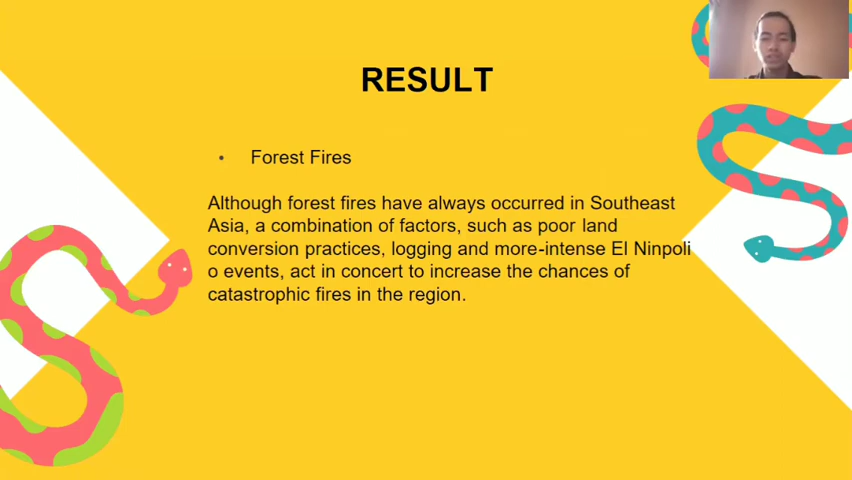 RESULT
• Forest Fires
Although forest fires have always occurred in Southeast
Asia, a combination of factors, such as poor land
conversion practices, logging and more-intense El Ninpoli
o events, act in concert to increase the chances of
catastrophic fires in the region.